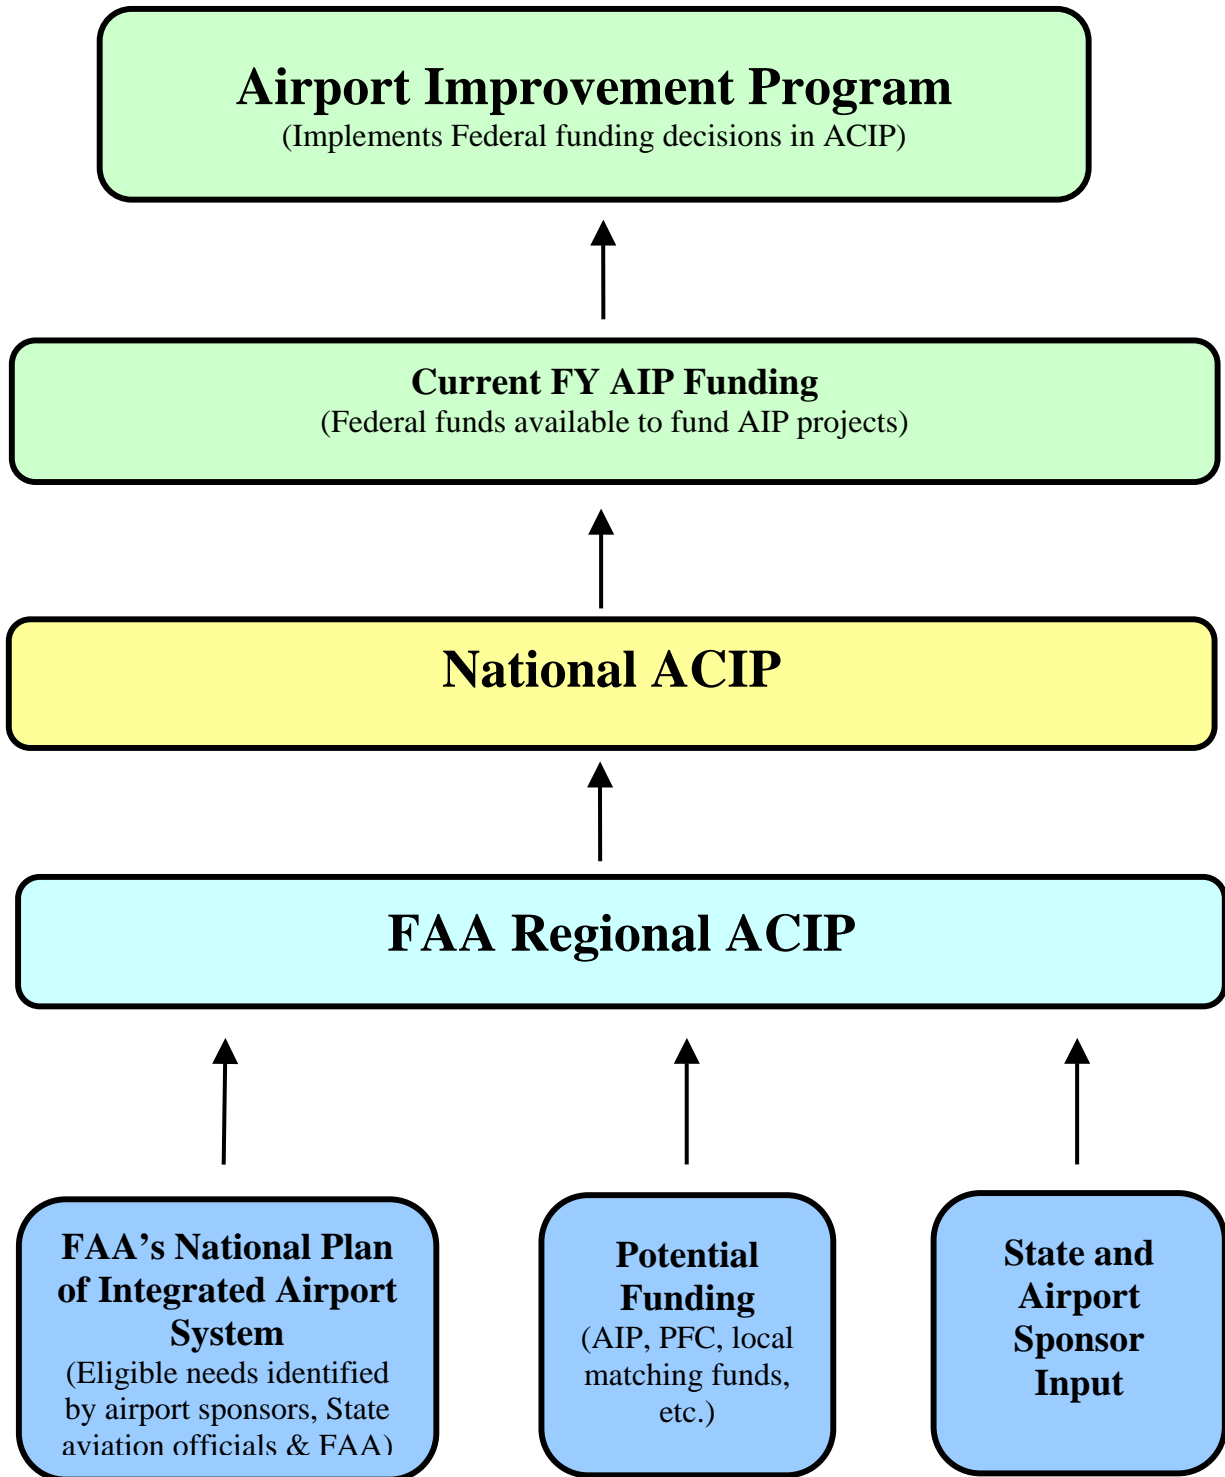 Airport Improvement Program
(Implements Federal funding decisions in ACIP)
Current FY AIP Funding
(Federal funds available to fund AIP projects)
National ACIP
FAA Regional ACIP
FAA’s National Plan
of Integrated Airport
System
(Eligible needs identified
by airport sponsors, State
aviation officials & FAA)
Potential
Funding
(AIP, PFC, local
matching funds,
etc.)
State and
Airport
Sponsor
Input